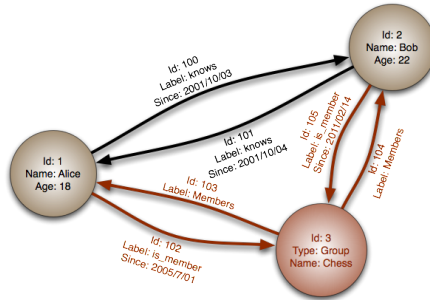 Id: 2
Name: Bob
Age: 22
Id: 100
Label: knows
Since: 2001/10/03
Id: 101
Label: knows
Since: 2001/10/04
Id: 105
Label: is_member
Since: 2011/02/14
Id: 104
Label: Members
Id: 1
Name: Alice
Age: 18
Id: 103
Label: Members
Id: 102
Label: is_member
Since: 2005/7/01
Id: 3
Type: Group
Name: Chess